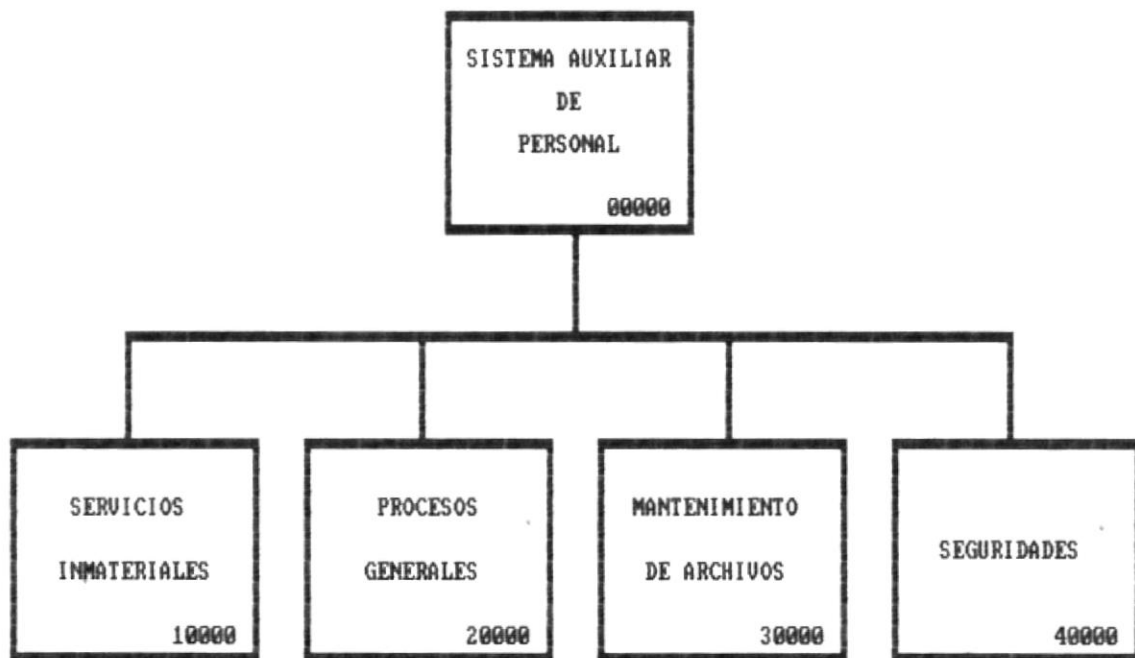 SISTEMA AUXILIAR
DE
PERSONAL
00000
SERVICIOS
INMATERIALES
10000
PROCESOS
GENERALES
20000
MANTENIMIENTO
DE ARCHIVOS
30000
SEGURIDADES
40000